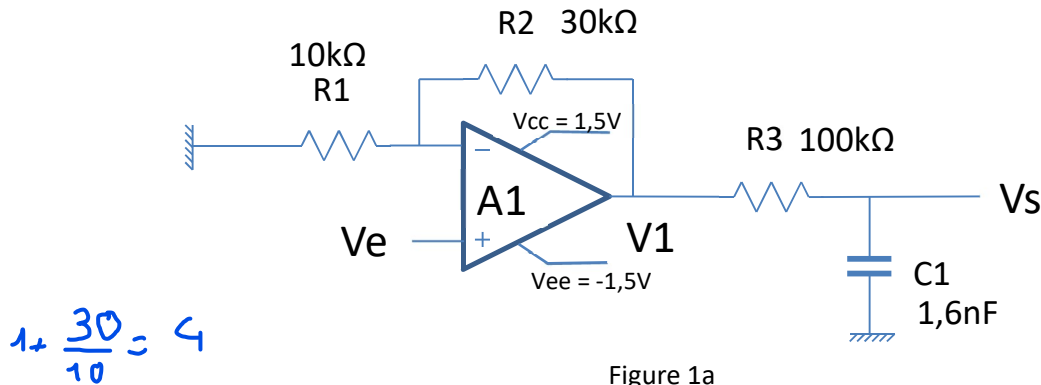 R2 30kΩ
10kΩ
R1
Vcc = 1,5V
R3 100kΩ
−
A1
Vs
Ve
+
V1
Vee = -1,5V
C1
1,6nF
1+ 30/10 = 4
Figure 1a